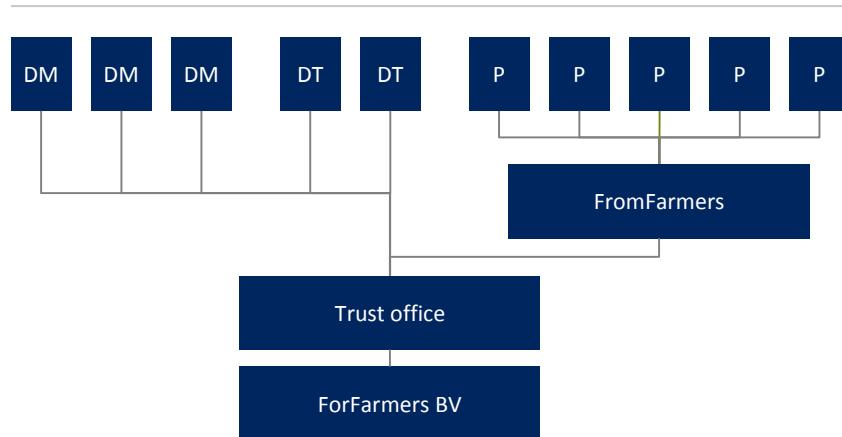 DM DM DM DT DT P P P P P
FromFarmers
Trust office
ForFarmers BV